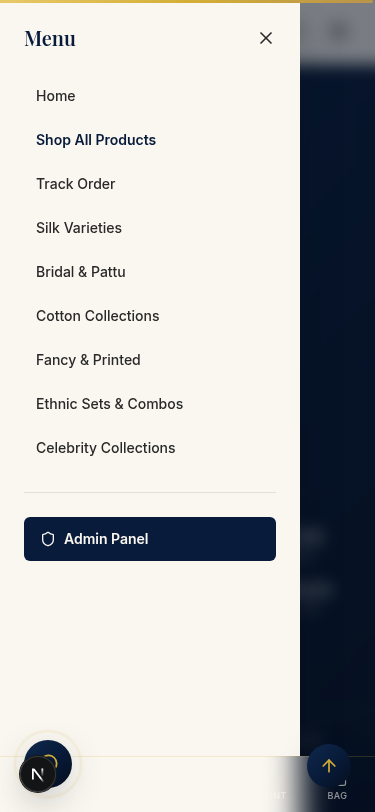 Menu
Home
Shop All Products
Track Order
Silk Varieties
Bridal & Pattu
Cotton Collections
Fancy & Printed
Ethnic Sets & Combos
Celebrity Collections
Admin Panel
N
BAG